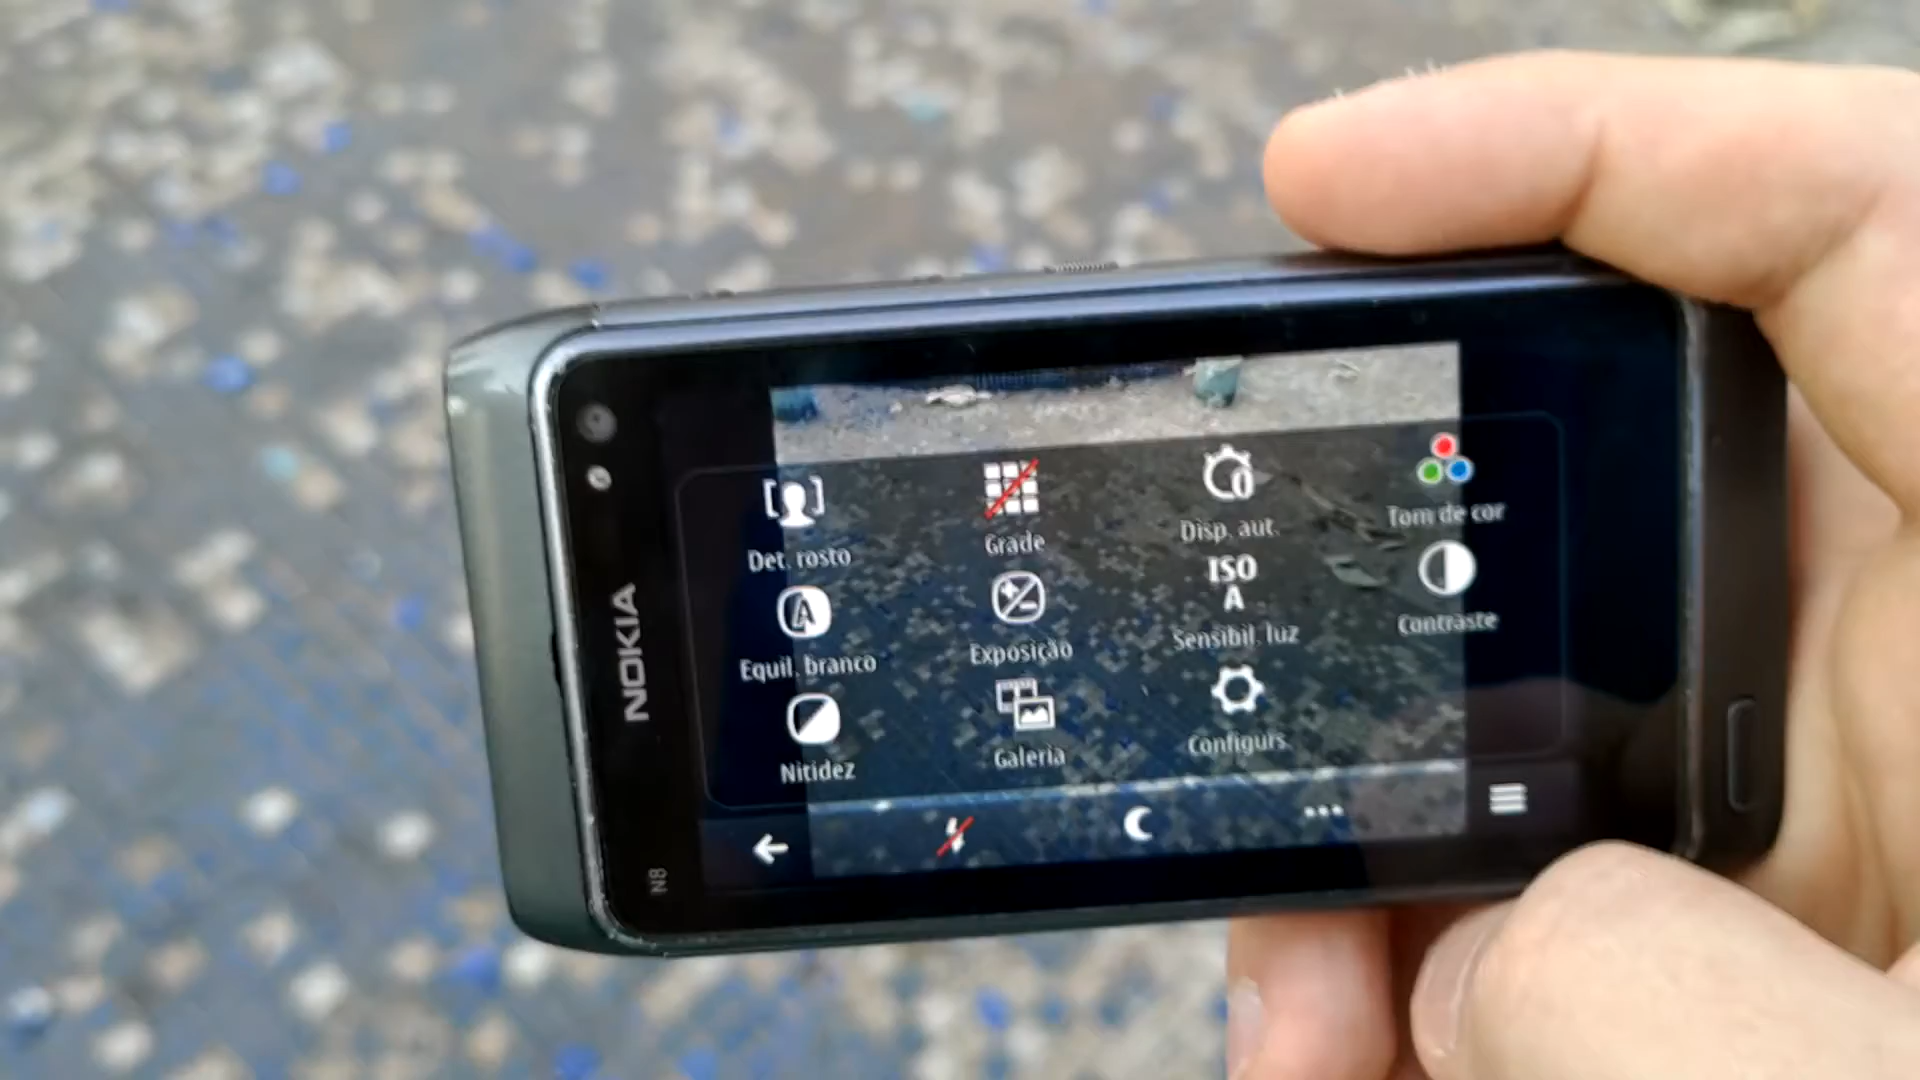 NOKIA
N8
Det. rosto
Grade
Disp. aut.
0
Tom de cor
A
Equil. branco
Exposição
ISO
A
Sensibil. luz
Contraste
Nitidez
Galeria
Configurs.